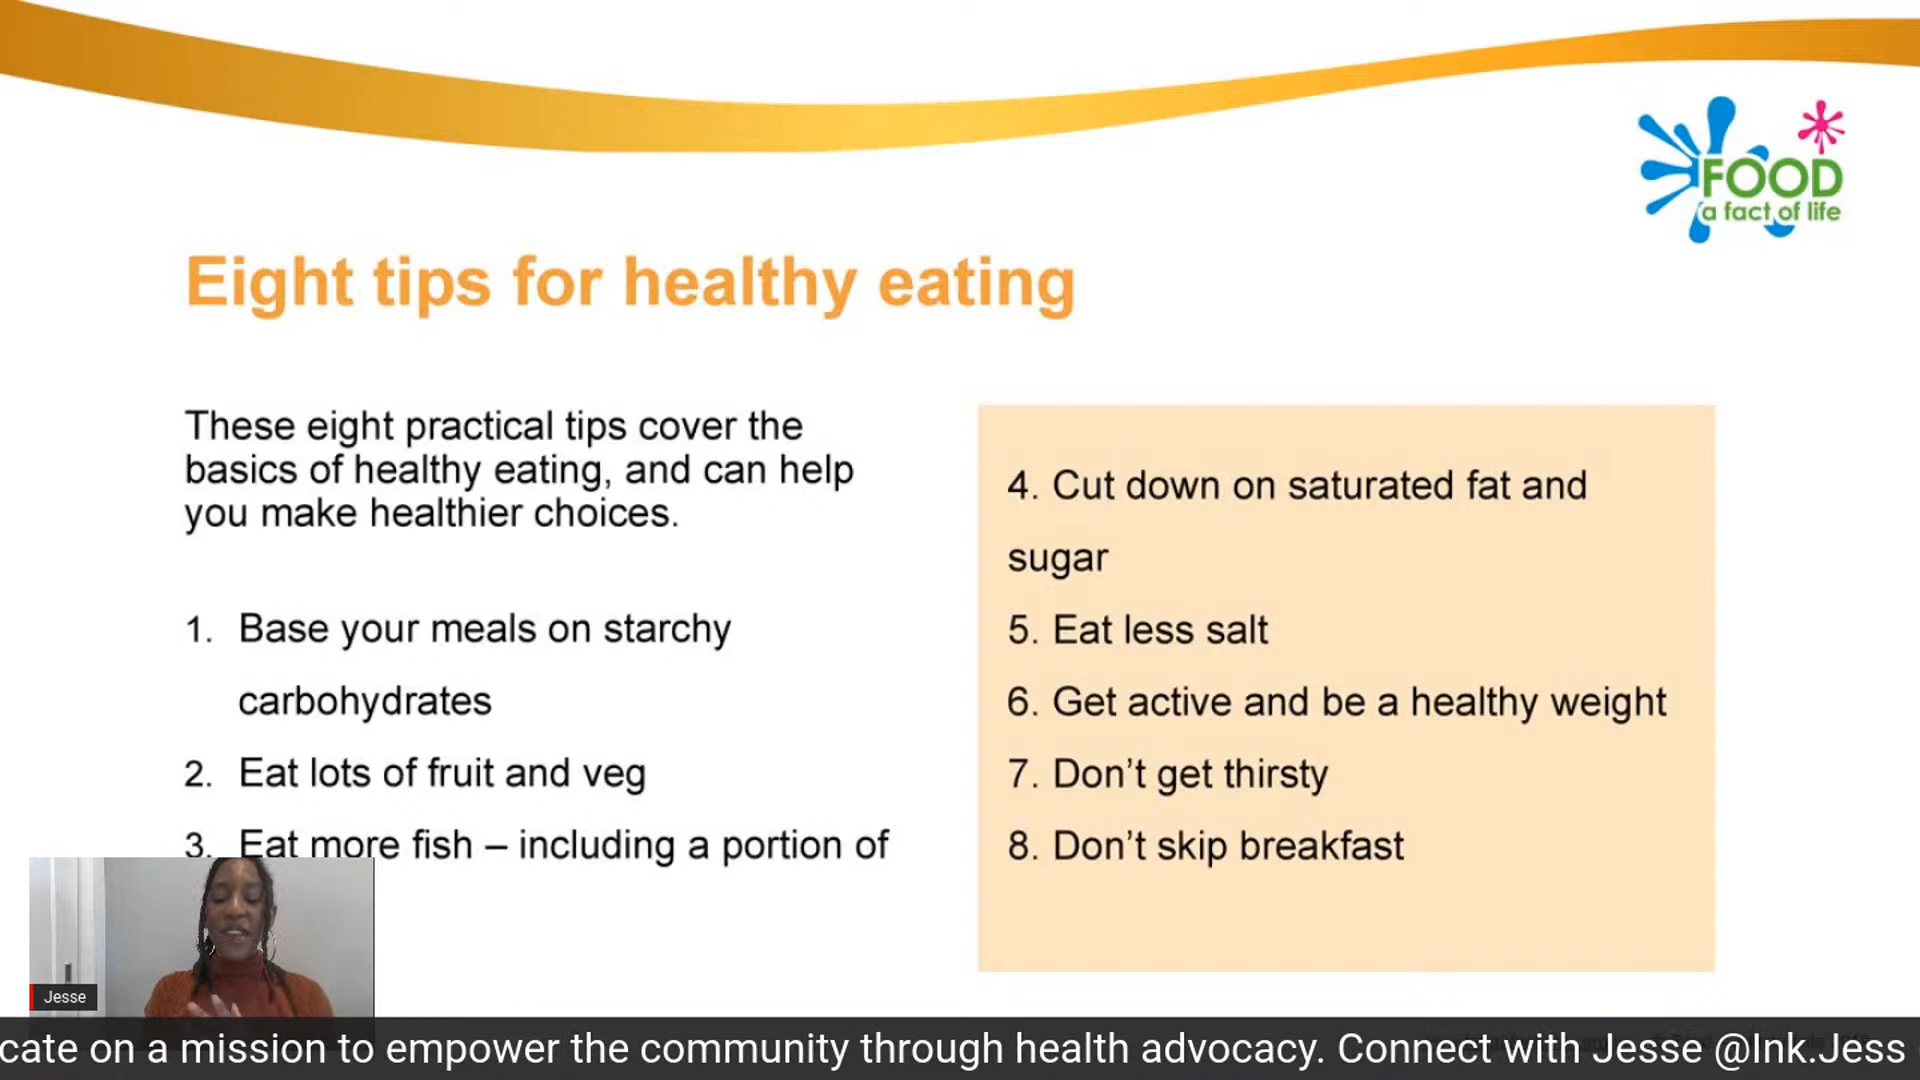 FOOD
a fact of life
Eight tips for healthy eating
These eight practical tips cover the
basics of healthy eating, and can help
you make healthier choices.
1. Base your meals on starchy
carbohydrates
2. Eat lots of fruit and veg
3. Eat more fish – including a portion of
4. Cut down on saturated fat and
sugar
5. Eat less salt
6. Get active and be a healthy weight
7. Don’t get thirsty
8. Don’t skip breakfast
Jesse
cate on a mission to empower the community through health advocacy. Connect with Jesse @Ink.Jess